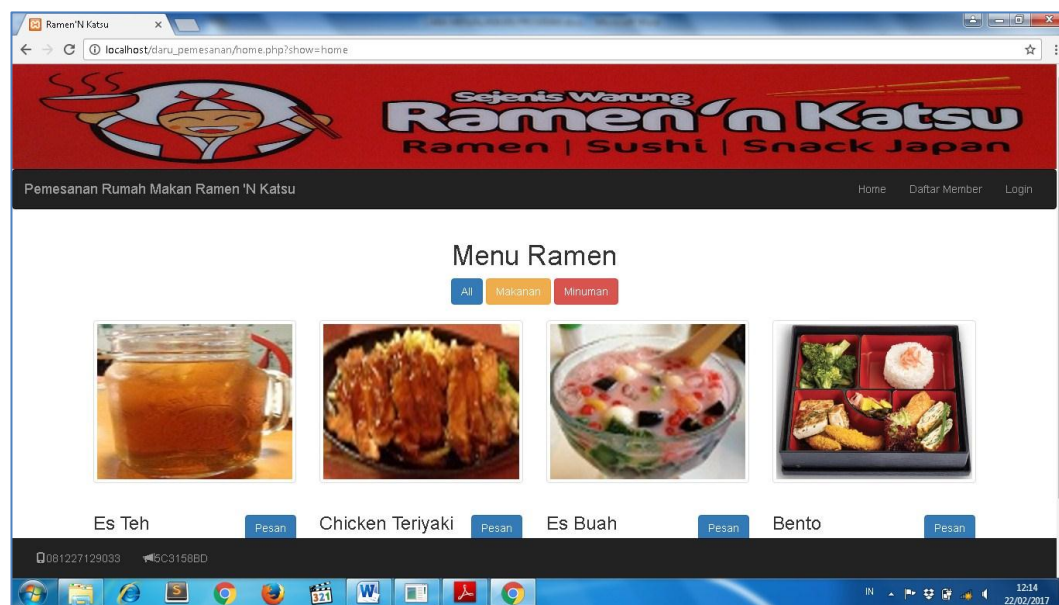 Ramen'N Katsu
localhost/daru_pemesanan/home.php?show=home
Sejenis Warung
Ramen'n Katsu
Ramen | Sushi | Snack Japan
Pemesanan Rumah Makan Ramen 'N Katsu Home Daftar Member Login
Menu Ramen
All Makanan Minuman
Es Teh Pesan Chicken Teriyaki Pesan Es Buah Pesan Bento Pesan
081227129033 5C3158BD
IN 12:14
22/02/2017